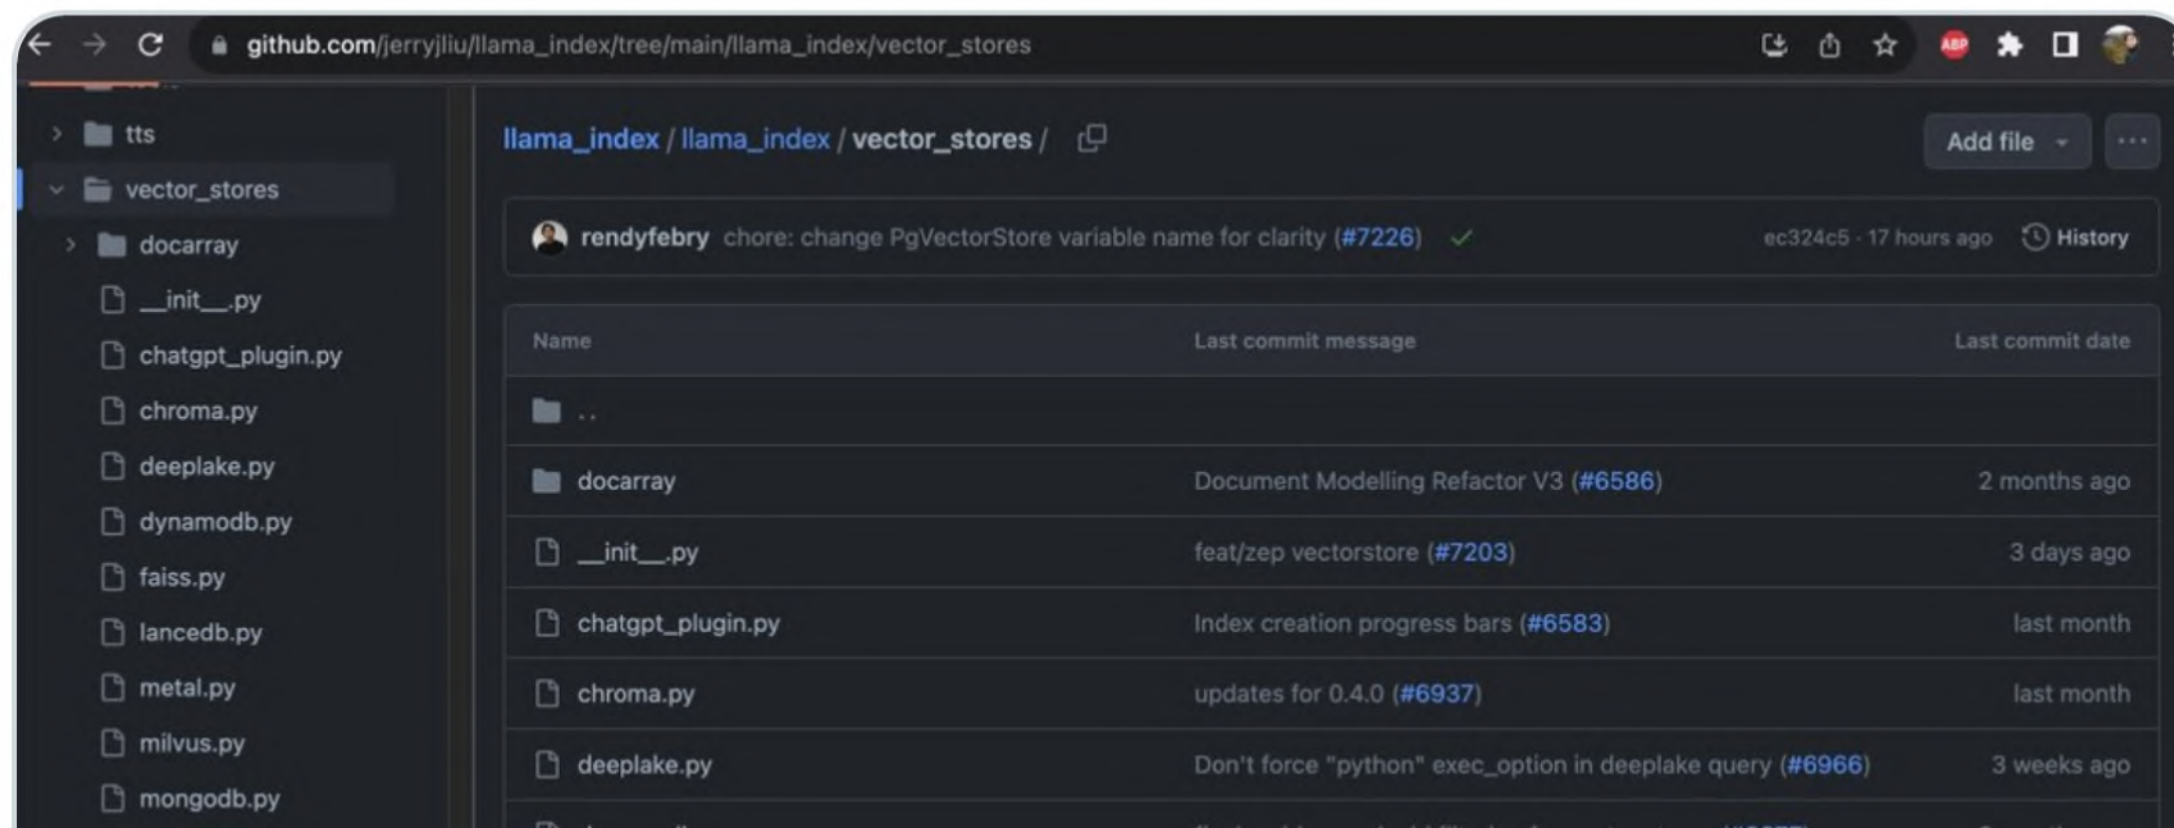 github.com/jerryjliu/llama_index/tree/main/llama_index/vector_stores
ABP
tts
vector_stores
docarray
__init__.py
chatgpt_plugin.py
chroma.py
deeplake.py
dynamodb.py
faiss.py
lancedb.py
metal.py
milvus.py
mongodb.py
llama_index / llama_index / vector_stores /
Add file
rendyfebry chore: change PgVectorStore variable name for clarity (#7226) ec324c5 · 17 hours ago History
Name Last commit message Last commit date
..
docarray Document Modelling Refactor V3 (#6586) 2 months ago
__init__.py feat/zep vectorstore (#7203) 3 days ago
chatgpt_plugin.py Index creation progress bars (#6583) last month
chroma.py updates for 0.4.0 (#6937) last month
deeplake.py Don't force "python" exec_option in deeplake query (#6966) 3 weeks ago